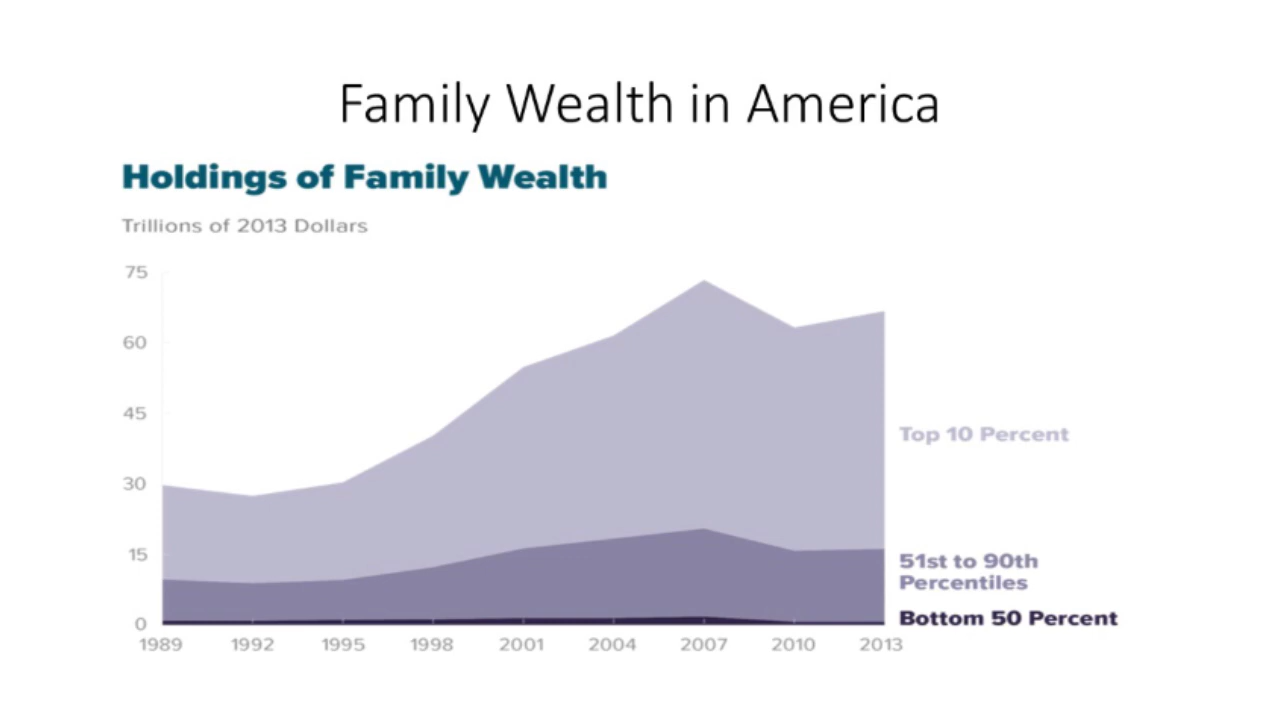 Family Wealth in America
Holdings of Family Wealth
Trillions of 2013 Dollars
75
60
45
30
15
0
Top 10 Percent
51st to 90th
Percentiles
Bottom 50 Percent
1989 1992 1995 1998 2001 2004 2007 2010 2013